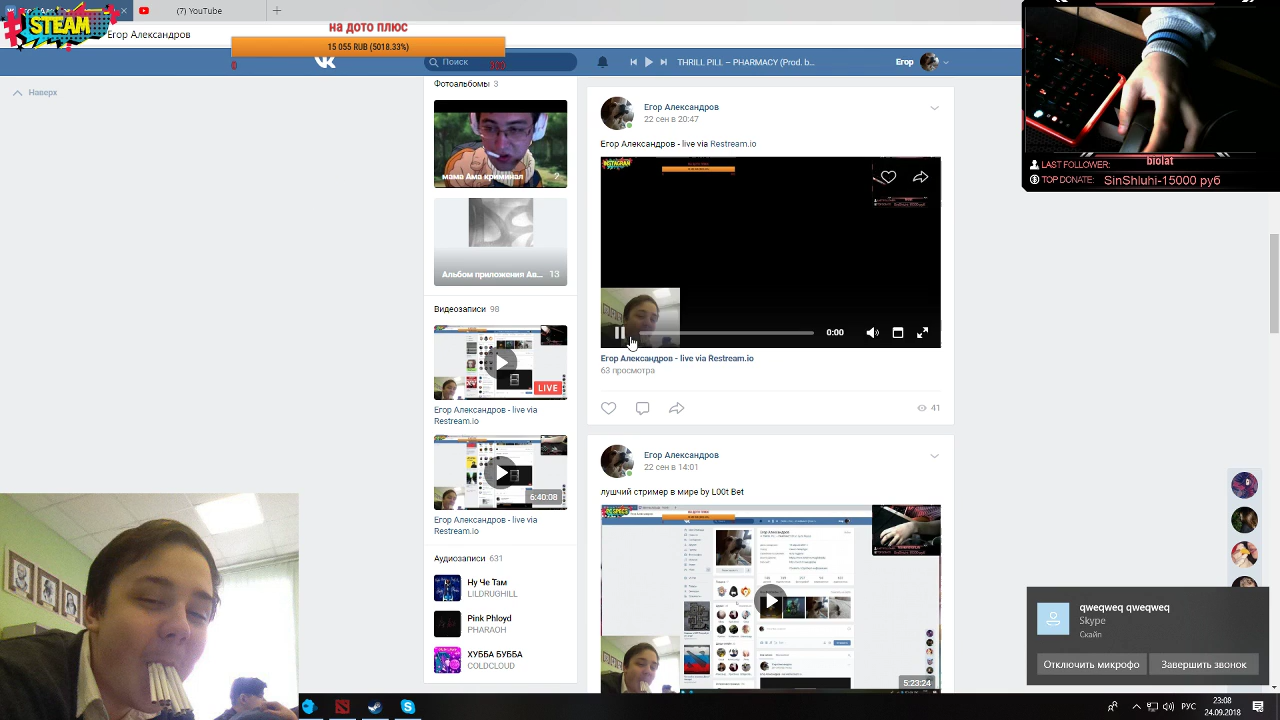 STEAM
YouTube
Егор Александров
на дото плюс
15 055 RUB (5018.33%)
0
300
Поиск
THRILL PILL – PHARMACY (Prod. b...
Егор
Наверх
Фотоальбомы 3
мама Ама криминал 2
Альбом приложения Ав... 13
Видеозаписи 98
LIVE
Егор Александров - live via
Restream.io
6:40:08
Егор Александров - live via
Restream.io
Аудиозаписи 631
Ну Че Там
LILDRUGHILL
Pink Phloyd
PHARAOH
ХУББА БУББА
COLDCLOUD
Егор Александров
22 сен в 20:47
Егор Александров - live via Restream.io
INSTAGRAM
0:00
Егор Александров - live via Restream.io
63 просмотра
41
Егор Александров
22 сен в 14:01
лушчий стример в мире by L00t Bet
RESPECT
5:23:24
LAST FOLLOWER: biolat
TOP DONATE: SinShluhi-15000 руб
qweqweq qweqweq
Skype
Скайп
Отключить микрофо
Завершить звонок
РУС
23:08
24.09.2018